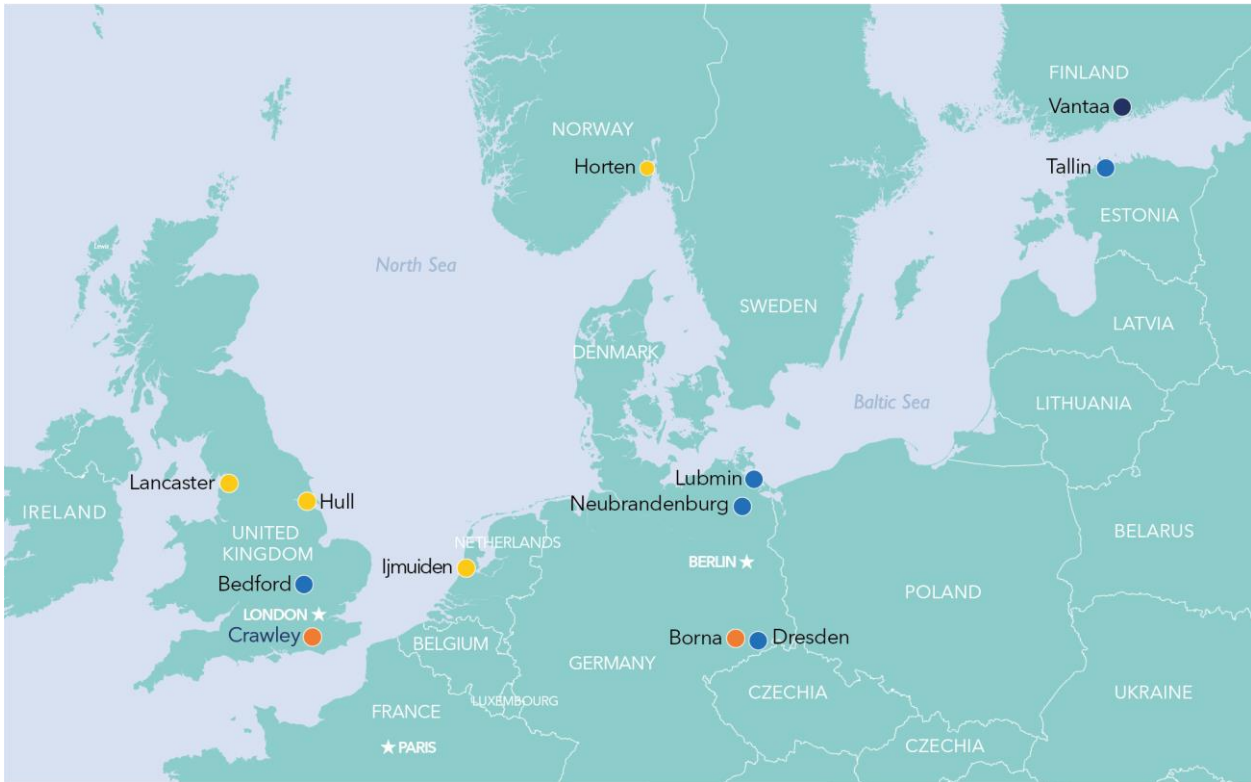 FINLAND
Vantaa
NORWAY
Horten
Tallin
ESTONIA
Lewis
North Sea
SWEDEN
LATVIA
DENMARK
Baltic Sea
LITHUANIA
Lancaster
Lubmin
Hull
Neubrandenburg
IRELAND
UNITED
KINGDOM
NETHERLANDS
BELARUS
Ijmuiden
BERLIN
Bedford
POLAND
LONDON
Crawley
Borna
Dresden
BELGIUM
GERMANY
CZECHIA
UKRAINE
LUXEMBOURG
FRANCE
PARIS
CZECHIA